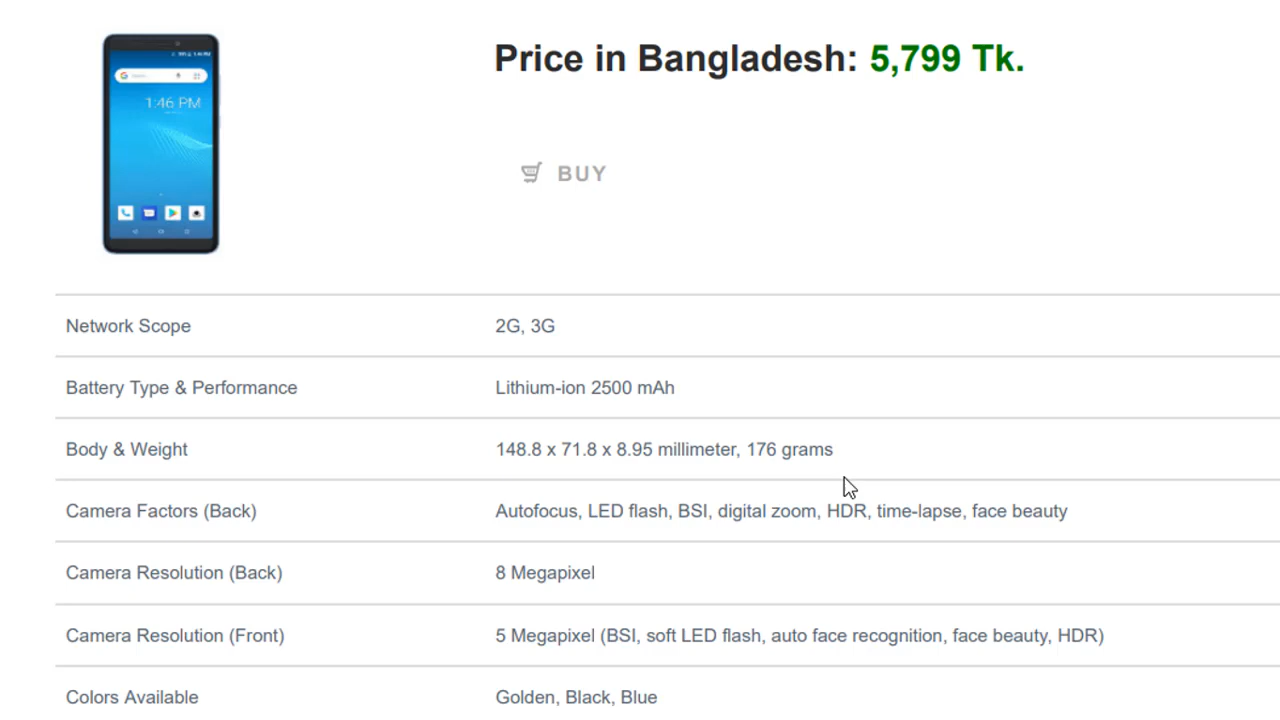 Price in Bangladesh: 5,799 Tk.
1:46 PM
BUY
Network Scope 2G, 3G
Battery Type & Performance Lithium-ion 2500 mAh
Body & Weight 148.8 x 71.8 x 8.95 millimeter, 176 grams
Camera Factors (Back) Autofocus, LED flash, BSI, digital zoom, HDR, time-lapse, face beauty
Camera Resolution (Back) 8 Megapixel
Camera Resolution (Front) 5 Megapixel (BSI, soft LED flash, auto face recognition, face beauty, HDR)
Colors Available Golden, Black, Blue